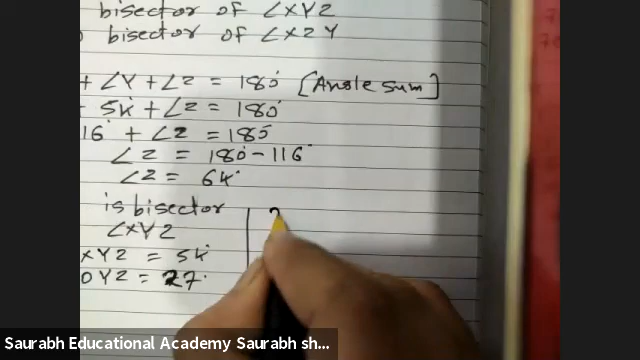 bisector of ∠XYZ
bisector of ∠XZY
+ ∠Y + ∠Z = 180° [Angle sum]
+ 54° + ∠Z = 180°
116° + ∠Z = 180°
∠Z = 180° - 116°
∠Z = 64°
is bisector
∠XYZ
XYZ = 54°
OYZ = 27°
Saurabh Educational Academy Saurabh sh...